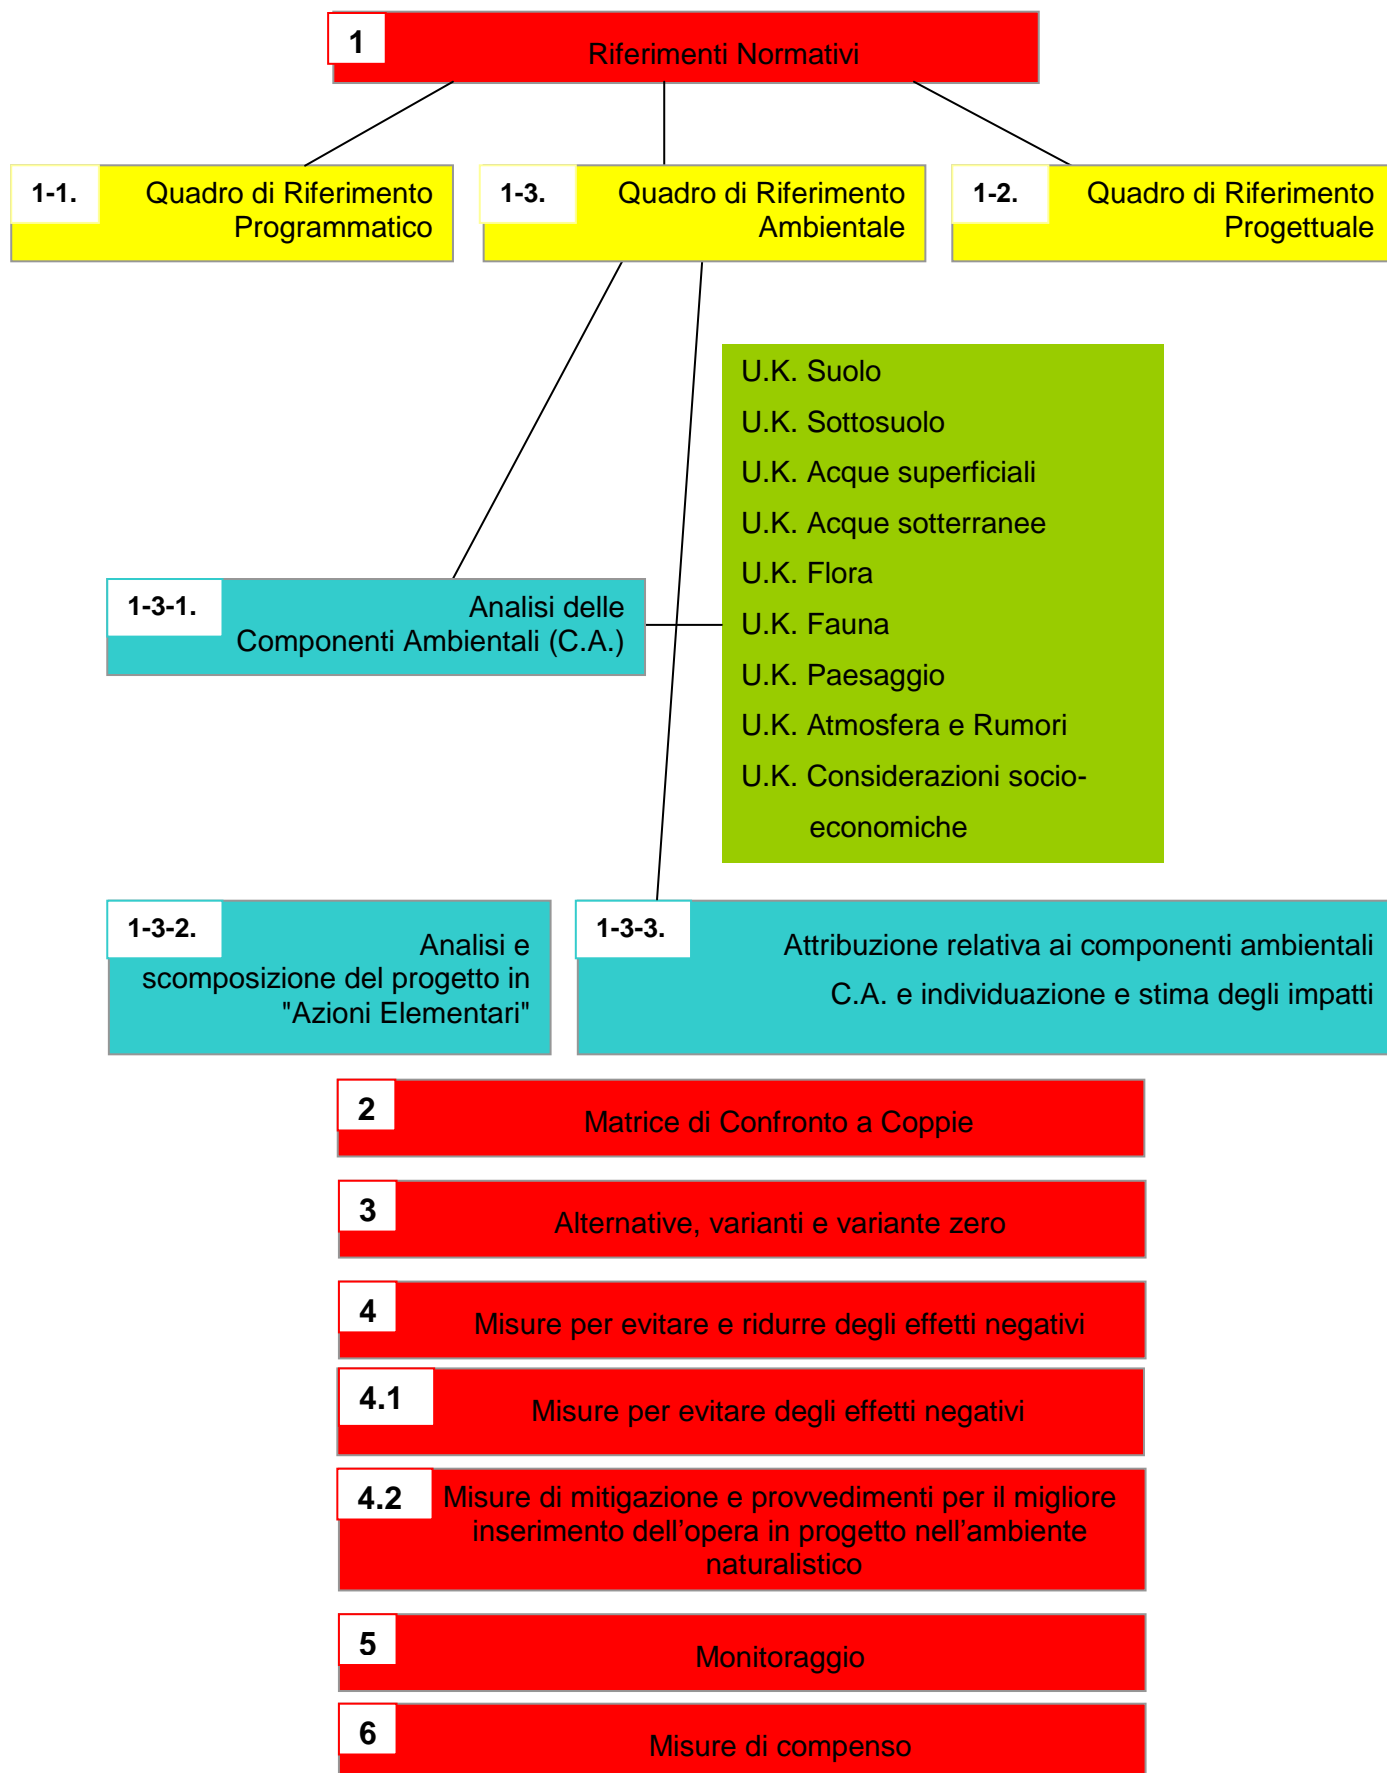 1
Riferimenti Normativi
1-1.
Quadro di Riferimento
Programmatico
1-3.
Quadro di Riferimento
Ambientale
1-2.
Quadro di Riferimento
Progettuale
U.K. Suolo
U.K. Sottosuolo
U.K. Acque superficiali
U.K. Acque sotterranee
U.K. Flora
U.K. Fauna
U.K. Paesaggio
U.K. Atmosfera e Rumori
U.K. Considerazioni socio-
economiche
1-3-1.
Analisi delle
Componenti Ambientali (C.A.)
1-3-2.
Analisi e
scomposizione del progetto in
"Azioni Elementari"
1-3-3.
Attribuzione relativa ai componenti ambientali
C.A. e individuazione e stima degli impatti
2
Matrice di Confronto a Coppie
3
Alternative, varianti e variante zero
4
Misure per evitare e ridurre degli effetti negativi
4.1
Misure per evitare degli effetti negativi
4.2
Misure di mitigazione e provvedimenti per il migliore
inserimento dell’opera in progetto nell’ambiente
naturalistico
5
Monitoraggio
6
Misure di compenso